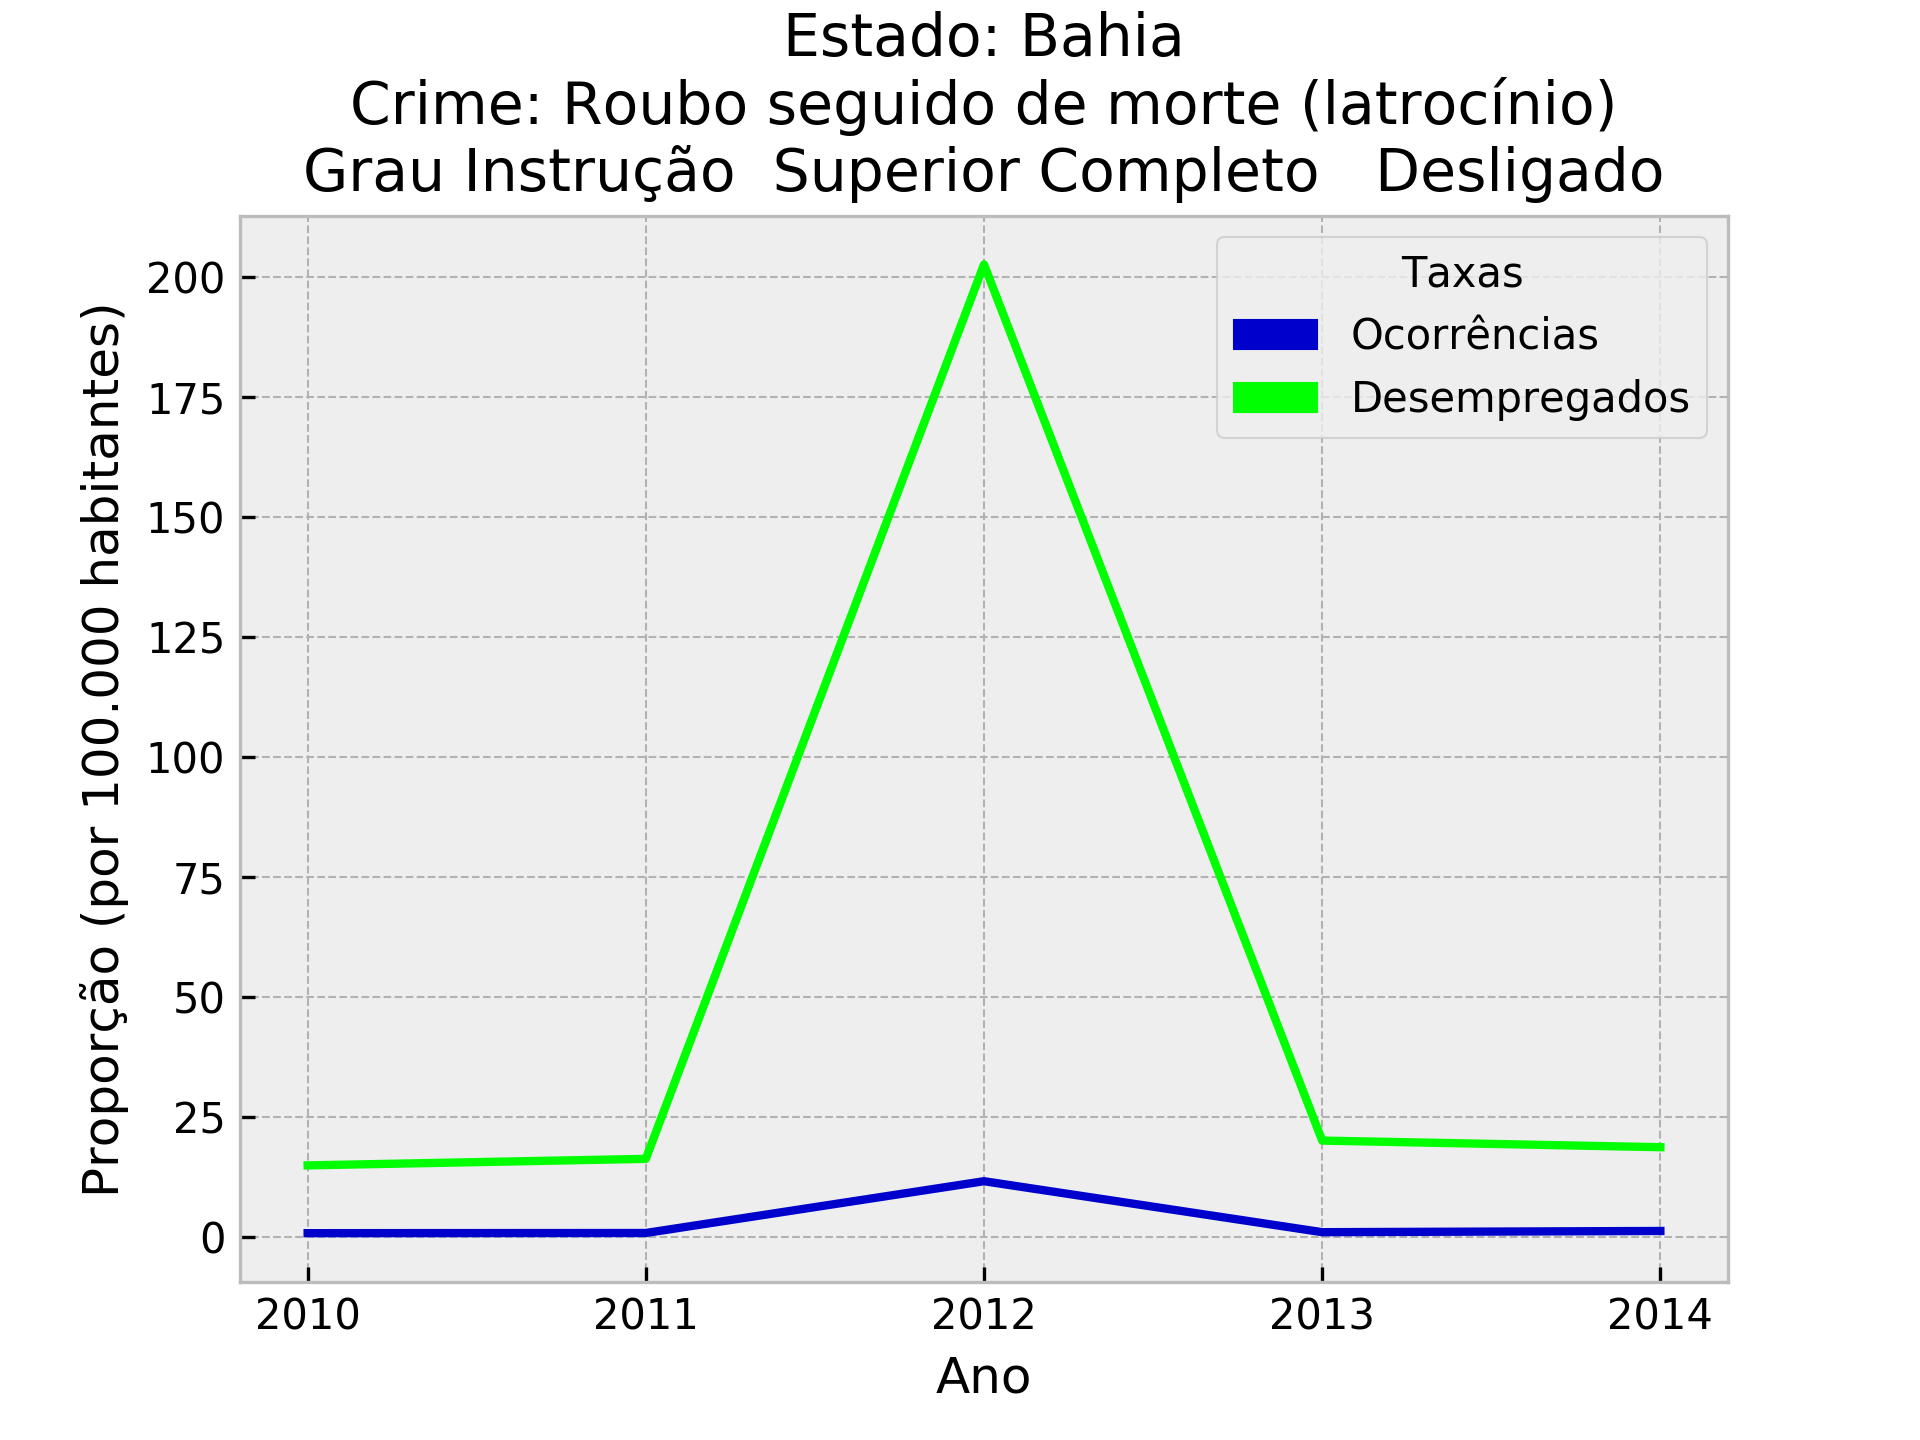 Estado: Bahia
Crime: Roubo seguido de morte (latrocínio)
Grau Instrução  Superior Completo   Desligado
Taxas
Ocorrências
Desempregados
Proporção (por 100.000 habitantes)
200
175
150
125
100
75
50
25
0
2010 2011 2012 2013 2014
Ano